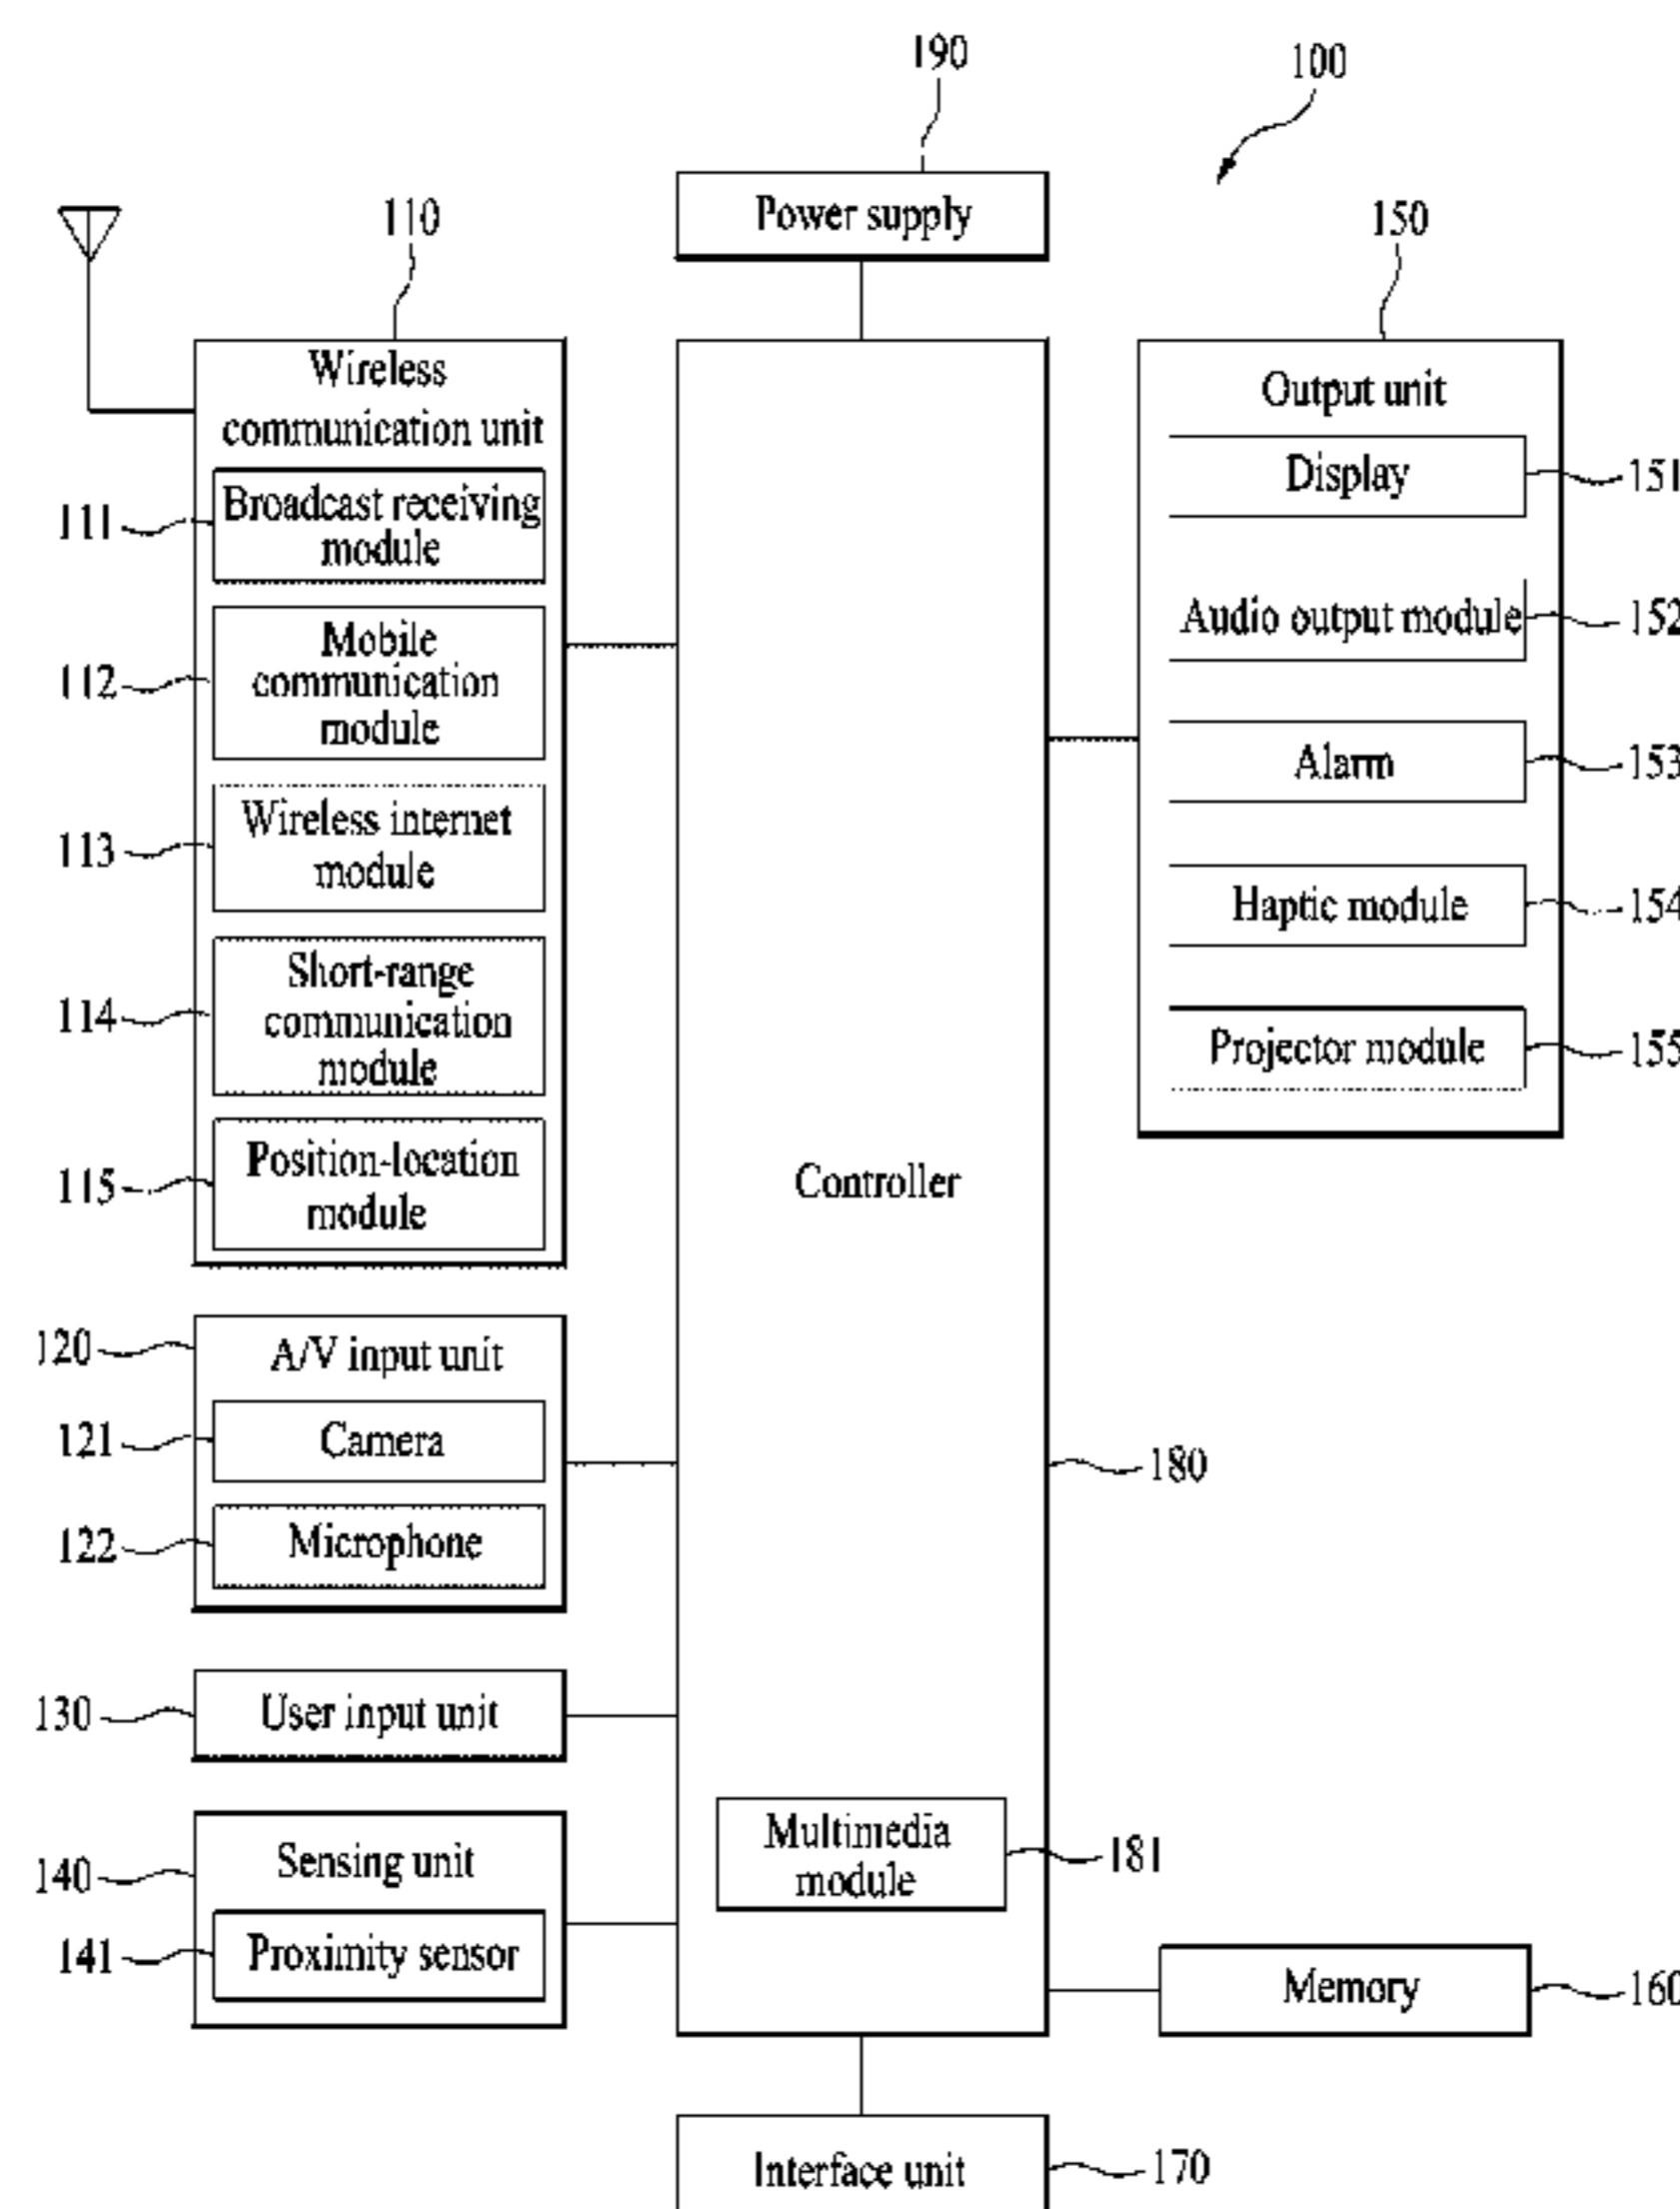 190
100
Power supply
110
150
Wireless
communication unit
111
Broadcast receiving
module
112
Mobile
communication
module
113
Wireless internet
module
114
Short-range
communication
module
115
Position-location
module
Output unit
Display
151
Audio output module
152
Alarm
153
Haptic module
154
Projector module
155
Controller
180
120
A/V input unit
121
Camera
122
Microphone
130
User input unit
140
Sensing unit
141
Proximity sensor
Multimedia
module
181
Memory
160
Interface unit
170